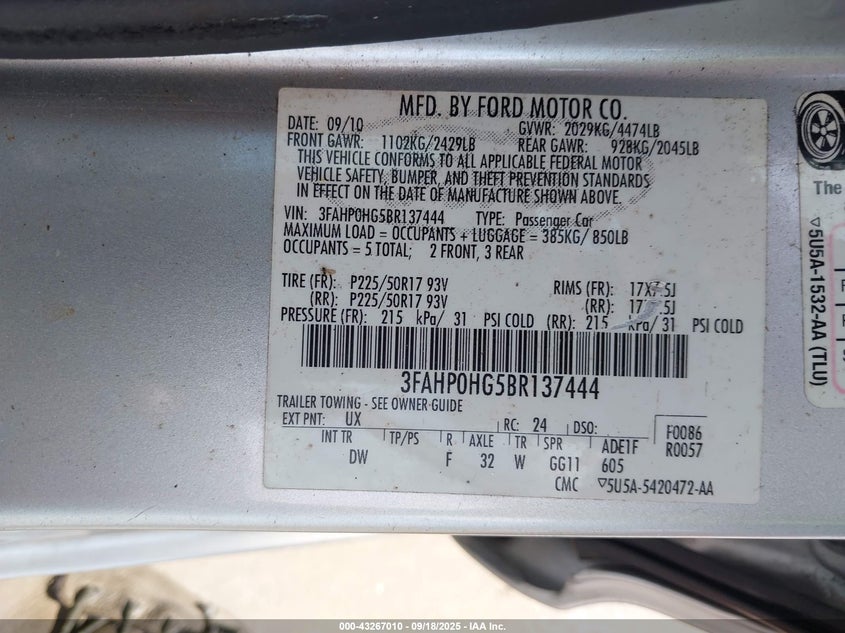 MFD. BY FORD MOTOR CO.
DATE: 09/10 GVWR: 2029KG/4474LB
FRONT GAWR: 1102KG/2429LB REAR GAWR: 928KG/2045LB
THIS VEHICLE CONFORMS TO ALL APPLICABLE FEDERAL MOTOR
VEHICLE SAFETY, BUMPER, AND THEFT PREVENTION STANDARDS
IN EFFECT ON THE DATE OF MANUFACTURE SHOWN ABOVE.
VIN: 3FAHP0HG5BR137444 TYPE: Passenger Car
MAXIMUM LOAD = OCCUPANTS + LUGGAGE = 385KG/ 850LB
OCCUPANTS = 5 TOTAL; 2 FRONT, 3 REAR
TIRE (FR): P225/50R17 93V RIMS (FR): 17X7.5J
(RR): P225/50R17 93V (RR):
PRESSURE (FR): 215 kPa/ 31 PSI COLD (RR): 215 kPa/ 31 PSI COLD
3FAHP0HG5BR137444
TRAILER TOWING - SEE OWNER GUIDE
EXT PNT: UX RC: 24 DSO: F0086
INT TR TP/PS R AXLE TR SPR ADE1F R0057
DW F 32 W GG11 605
CMC ▽5U5A-5420472-AA
The
▽5U5A-1532-AA (TLU)
000-43267010 - 09/18/2025 - IAA Inc.